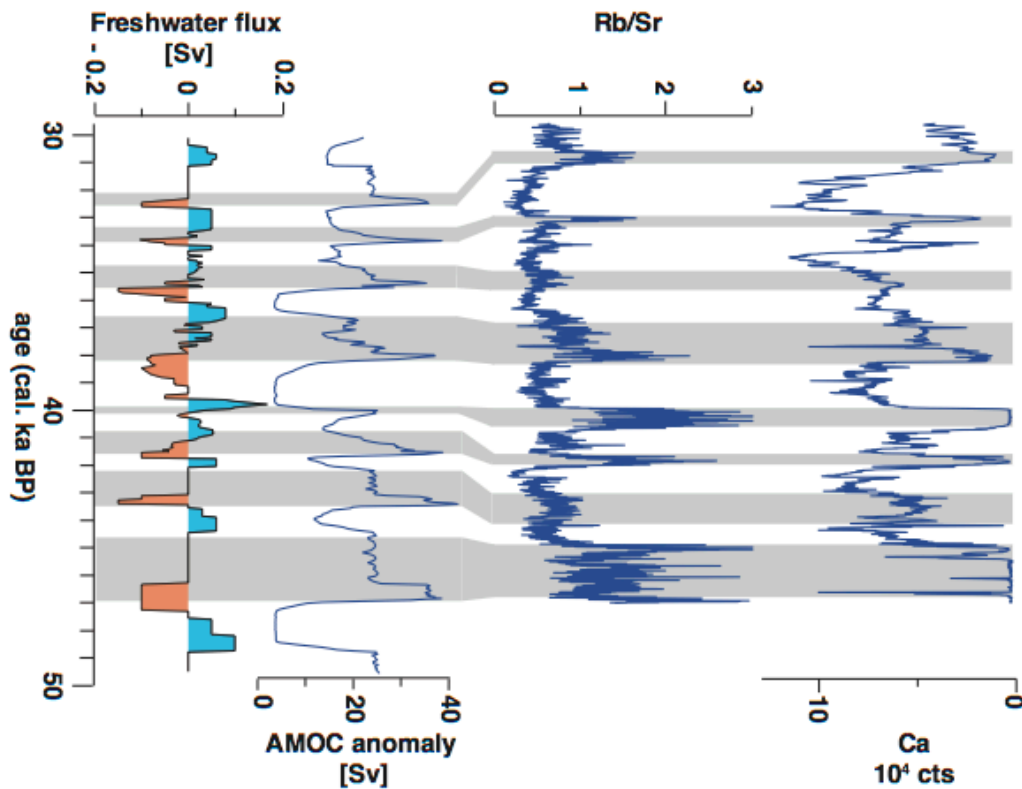 Freshwater flux
[Sv]
Rb/Sr
- 0.2
0
0.2
0
1
2
3
30
40
50
age (cal. ka BP)
0
20
40
AMOC anomaly
[Sv]
10
0
Ca
10⁴ cts